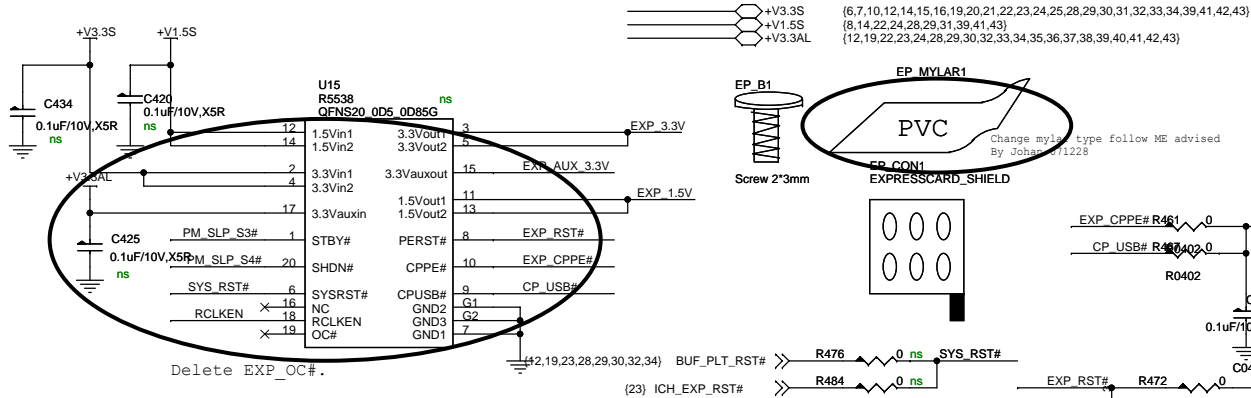 +V3.3S {6,7,10,12,14,15,16,19,20,21,22,23,24,25,28,29,30,31,32,33,34,39,41,42,43}
+V1.5S {8,14,22,24,28,29,31,39,41,43}
+V3.3AL {12,19,22,23,24,28,29,30,32,33,34,35,36,37,38,39,40,41,42,43}
+V3.3S +V1.5S
C434
0.1uF/10V,X5R
ns
C420
0.1uF/10V,X5R
ns
U15
R5538
QFNS20_0D5_0D85G
ns
12 1.5Vin1 3.3Vout1 3 EXP_3.3V
14 1.5Vin2 3.3Vout2 5
+V3.3AL
2 3.3Vin1 3.3Vauxout 15 EXP_AUX_3.3V
4 3.3Vin2
1.5Vout1 11 EXP_1.5V
17 3.3Vauxin 1.5Vout2 13
C425
0.1uF/10V,X5R
ns
PM_SLP_S3# 1 STBY# PERST# 8 EXP_RST#
PM_SLP_S4# 20 SHDN# CPPE# 10 EXP_CPPE#
SYS_RST# 6 SYSRST# CPUSB# 9 CP_USB#
16 NC GND2 G1
RCLKEN 18 RCLKEN GND3 G2
19 OC# GND1 7
Delete EXP_OC#.
EP_B1
Screw 2*3mm
EP_MYLAR1
PVC
Change mylar type follow ME advised
By Johan 071228
EP_CON1
EXPRESSCARD_SHIELD
EXP_CPPE# R461 0
CP_USB# R467 0
R0402
R0402
0.1uF/10
C04
{12,19,23,28,29,30,32,34} BUF_PLT_RST# R476 0 ns SYS_RST#
{23} ICH_EXP_RST# R484 0 ns
EXP_RST# R472 0